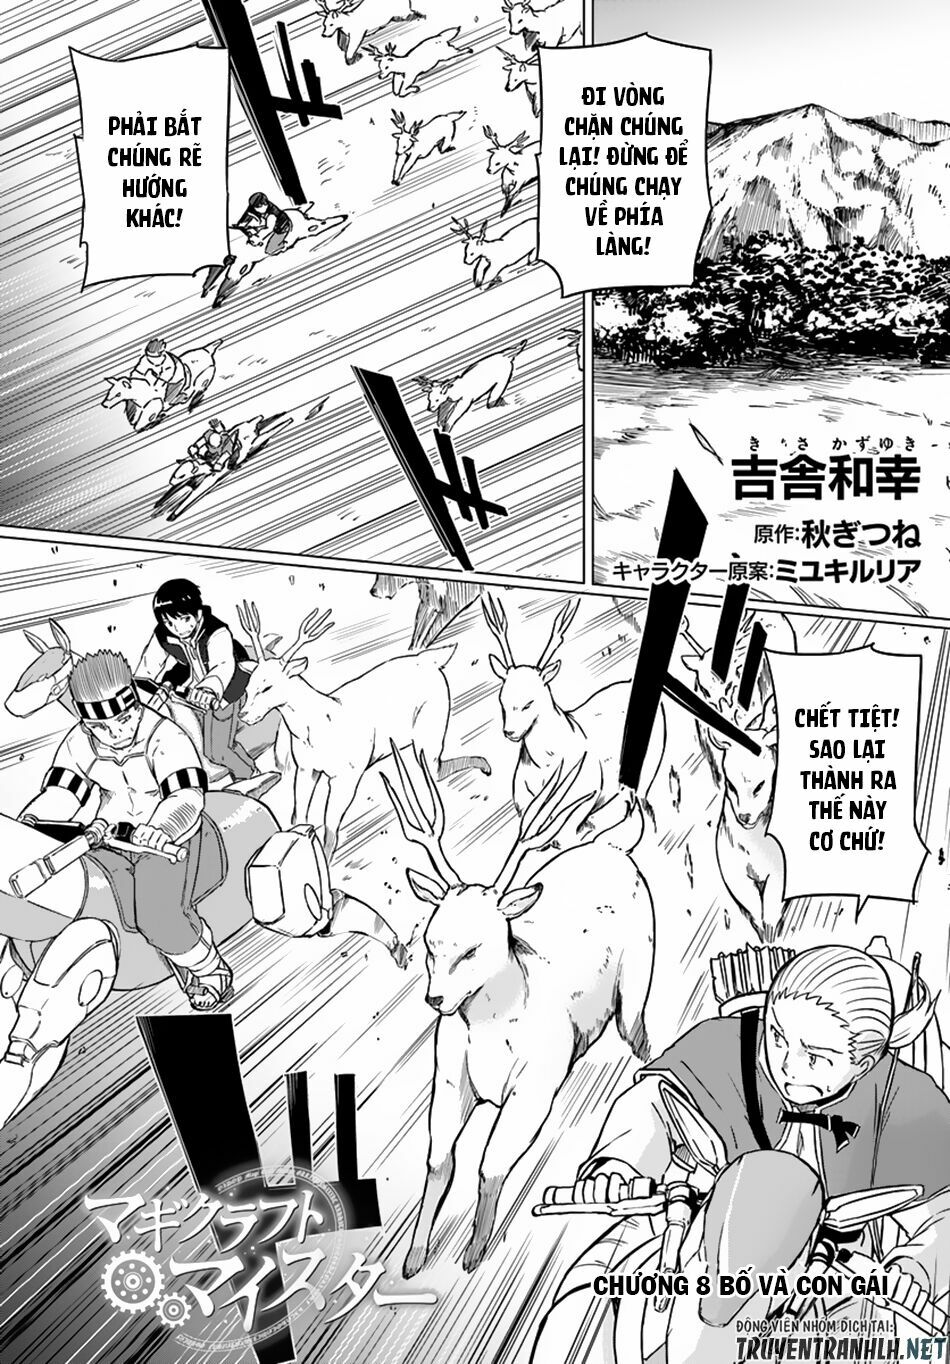 ĐI VÒNG
CHẶN CHÚNG
LẠI! ĐỪNG ĐỂ
CHÚNG CHẠY
VỀ PHÍA
LÀNG!
PHẢI BẮT
CHÚNG RẼ
HƯỚNG
KHÁC!
きさかずゆき
吉舎和幸
原作:秋ぎつね
キャラクター原案:ミユキルリア
CHẾT TIỆT!
SAO LẠI
THÀNH RA
THẾ NÀY
CƠ CHỨ!
ドド
ド
マギクラフト
マイスター
CHƯƠNG 8 BỐ VÀ CON GÁI
ĐỘNG VIÊN NHÓM DỊCH TẠI:
TRUYENTRANHLH.NET